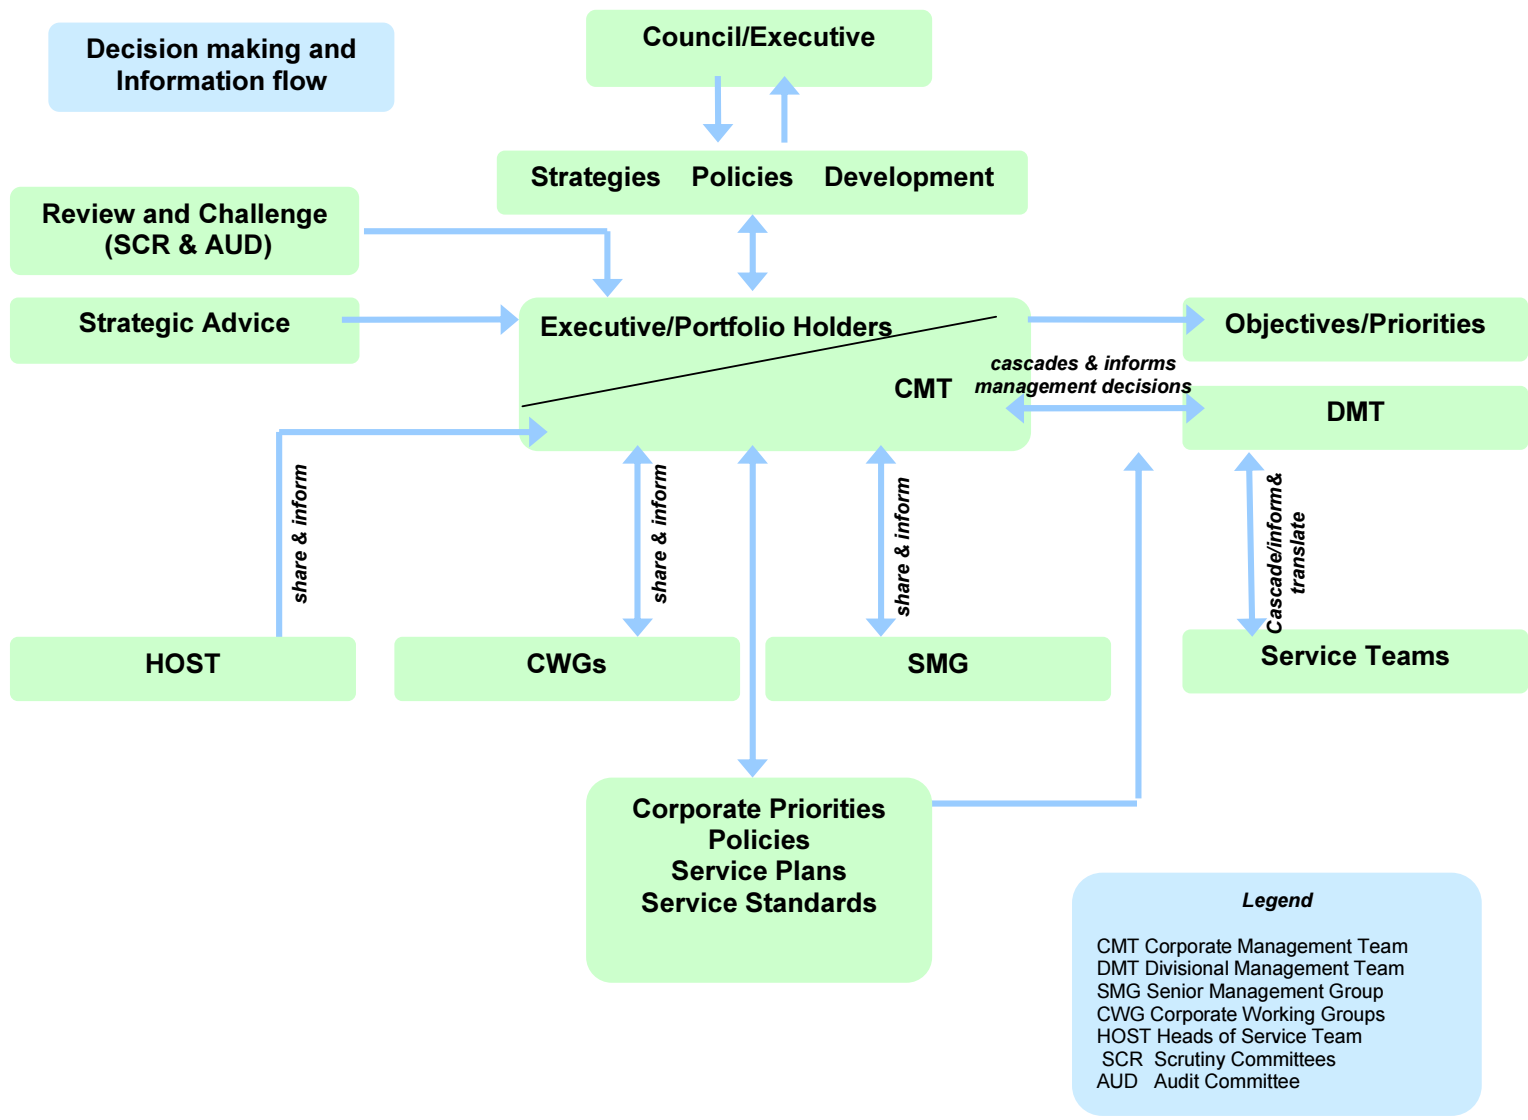 Decision making and
Information flow
Council/Executive
Strategies Policies Development
Review and Challenge
(SCR & AUD)
Strategic Advice
Executive/Portfolio Holders
CMT
Objectives/Priorities
cascades & informs
management decisions
DMT
share & inform
share & inform
share & inform
Cascade/inform&
translate
HOST
CWGs
SMG
Service Teams
Corporate Priorities
Policies
Service Plans
Service Standards
Legend
CMT Corporate Management Team
DMT Divisional Management Team
SMG Senior Management Group
CWG Corporate Working Groups
HOST Heads of Service Team
SCR Scrutiny Committees
AUD Audit Committee